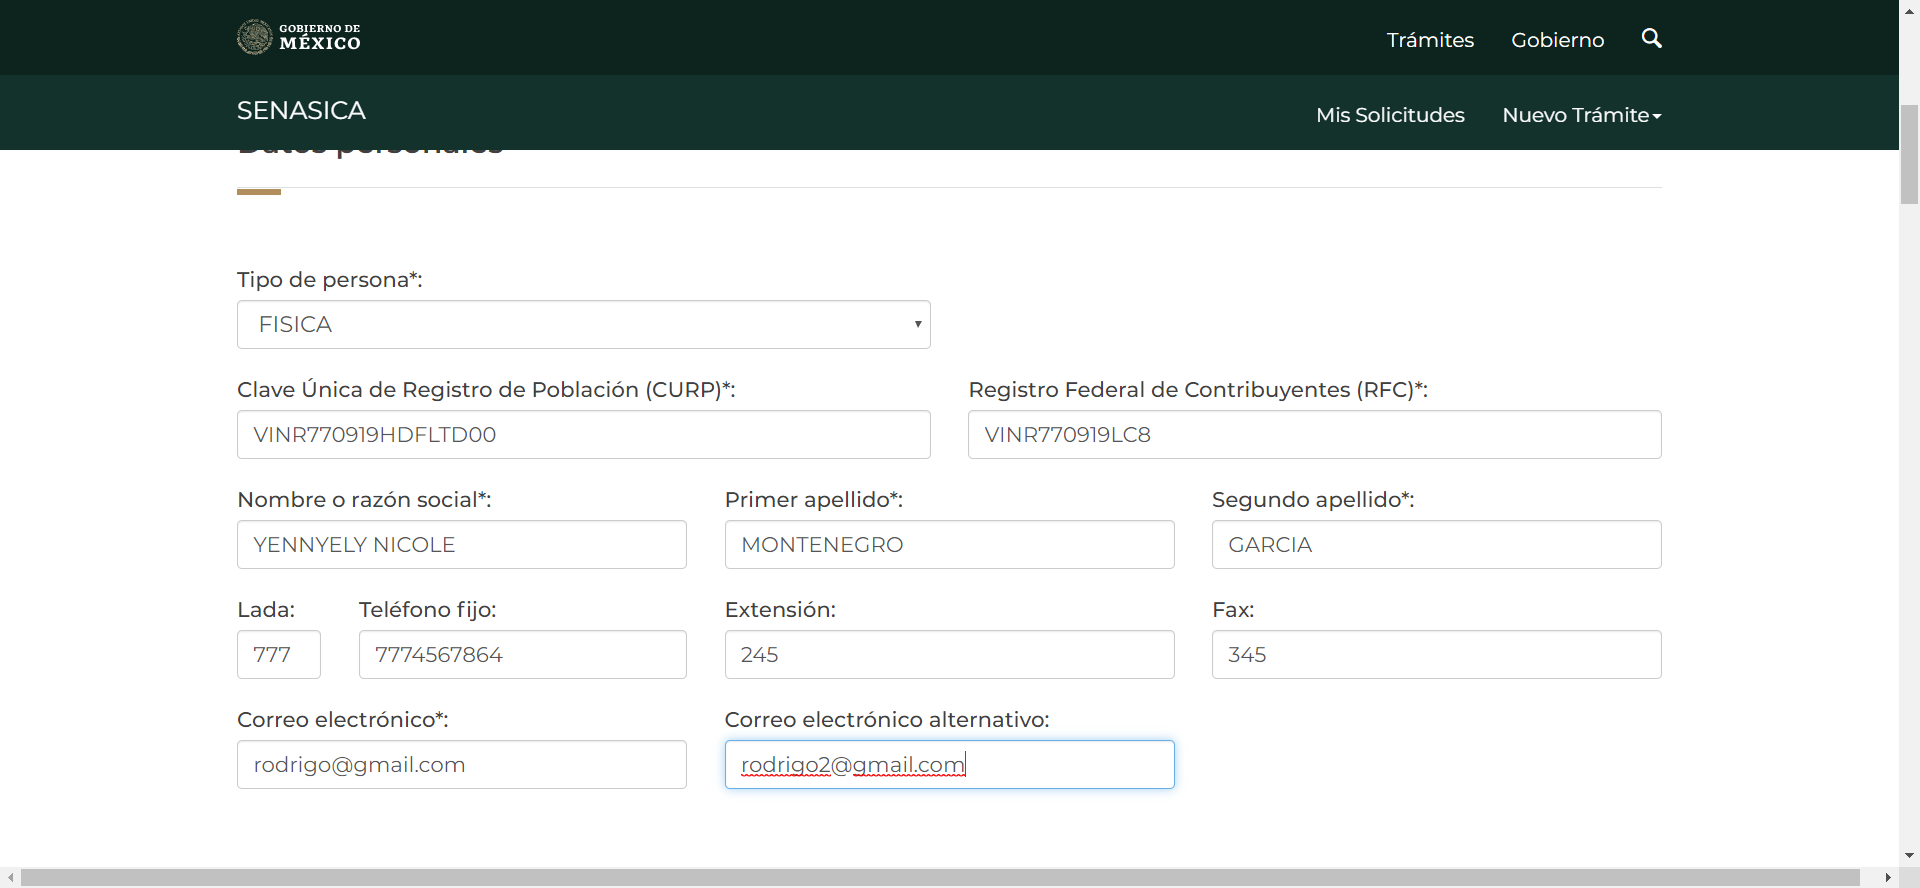 GOBIERNO DE
MÉXICO
Trámites Gobierno
SENASICA
Mis Solicitudes Nuevo Trámite
Datos personales
Tipo de persona*:
FISICA
Clave Única de Registro de Población (CURP)*: Registro Federal de Contribuyentes (RFC)*:
VINR770919HDFLTD00 VINR770919LC8
Nombre o razón social*: Primer apellido*: Segundo apellido*:
YENNYELY NICOLE MONTENEGRO GARCIA
Lada: Teléfono fijo: Extensión: Fax:
777 7774567864 245 345
Correo electrónico*: Correo electrónico alternativo:
rodrigo@gmail.com rodrigo2@gmail.com